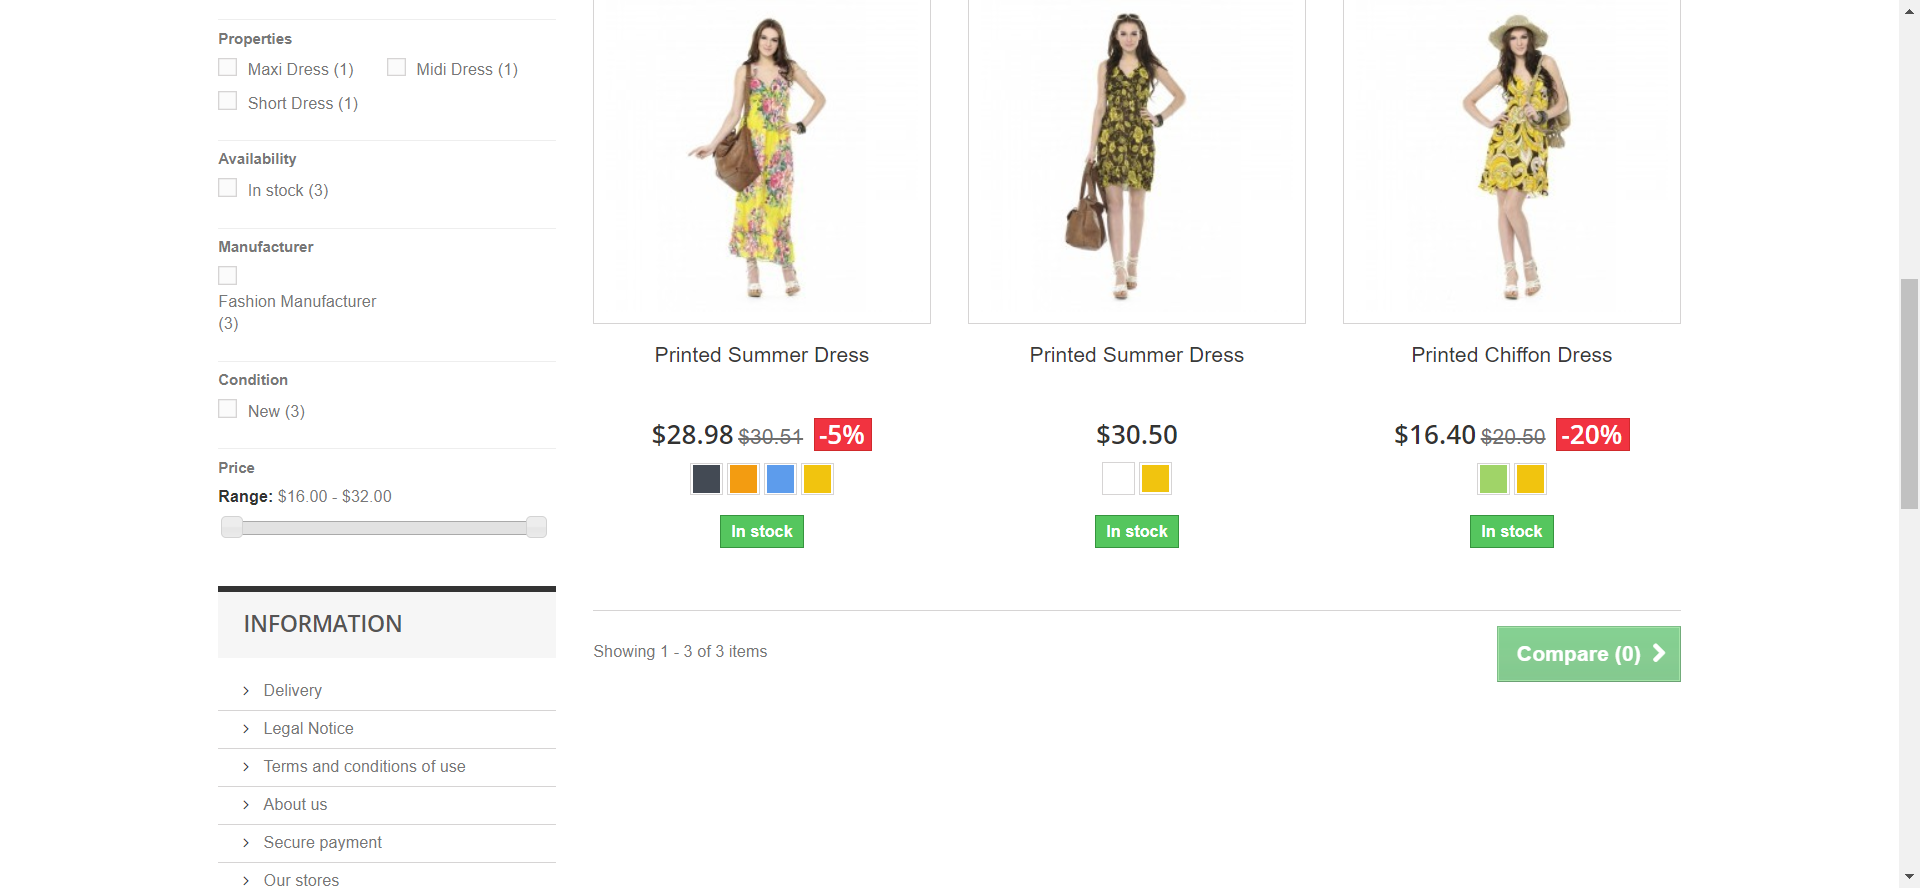 Properties
Maxi Dress (1)
Midi Dress (1)
Short Dress (1)
Availability
In stock (3)
Manufacturer
Fashion Manufacturer
(3)
Condition
New (3)
Price
Range: $16.00 - $32.00
INFORMATION
Delivery
Legal Notice
Terms and conditions of use
About us
Secure payment
Our stores
Printed Summer Dress
$28.98 $30.51 -5%
In stock
Printed Summer Dress
$30.50
In stock
Printed Chiffon Dress
$16.40 $20.50 -20%
In stock
Showing 1 - 3 of 3 items
Compare (0)